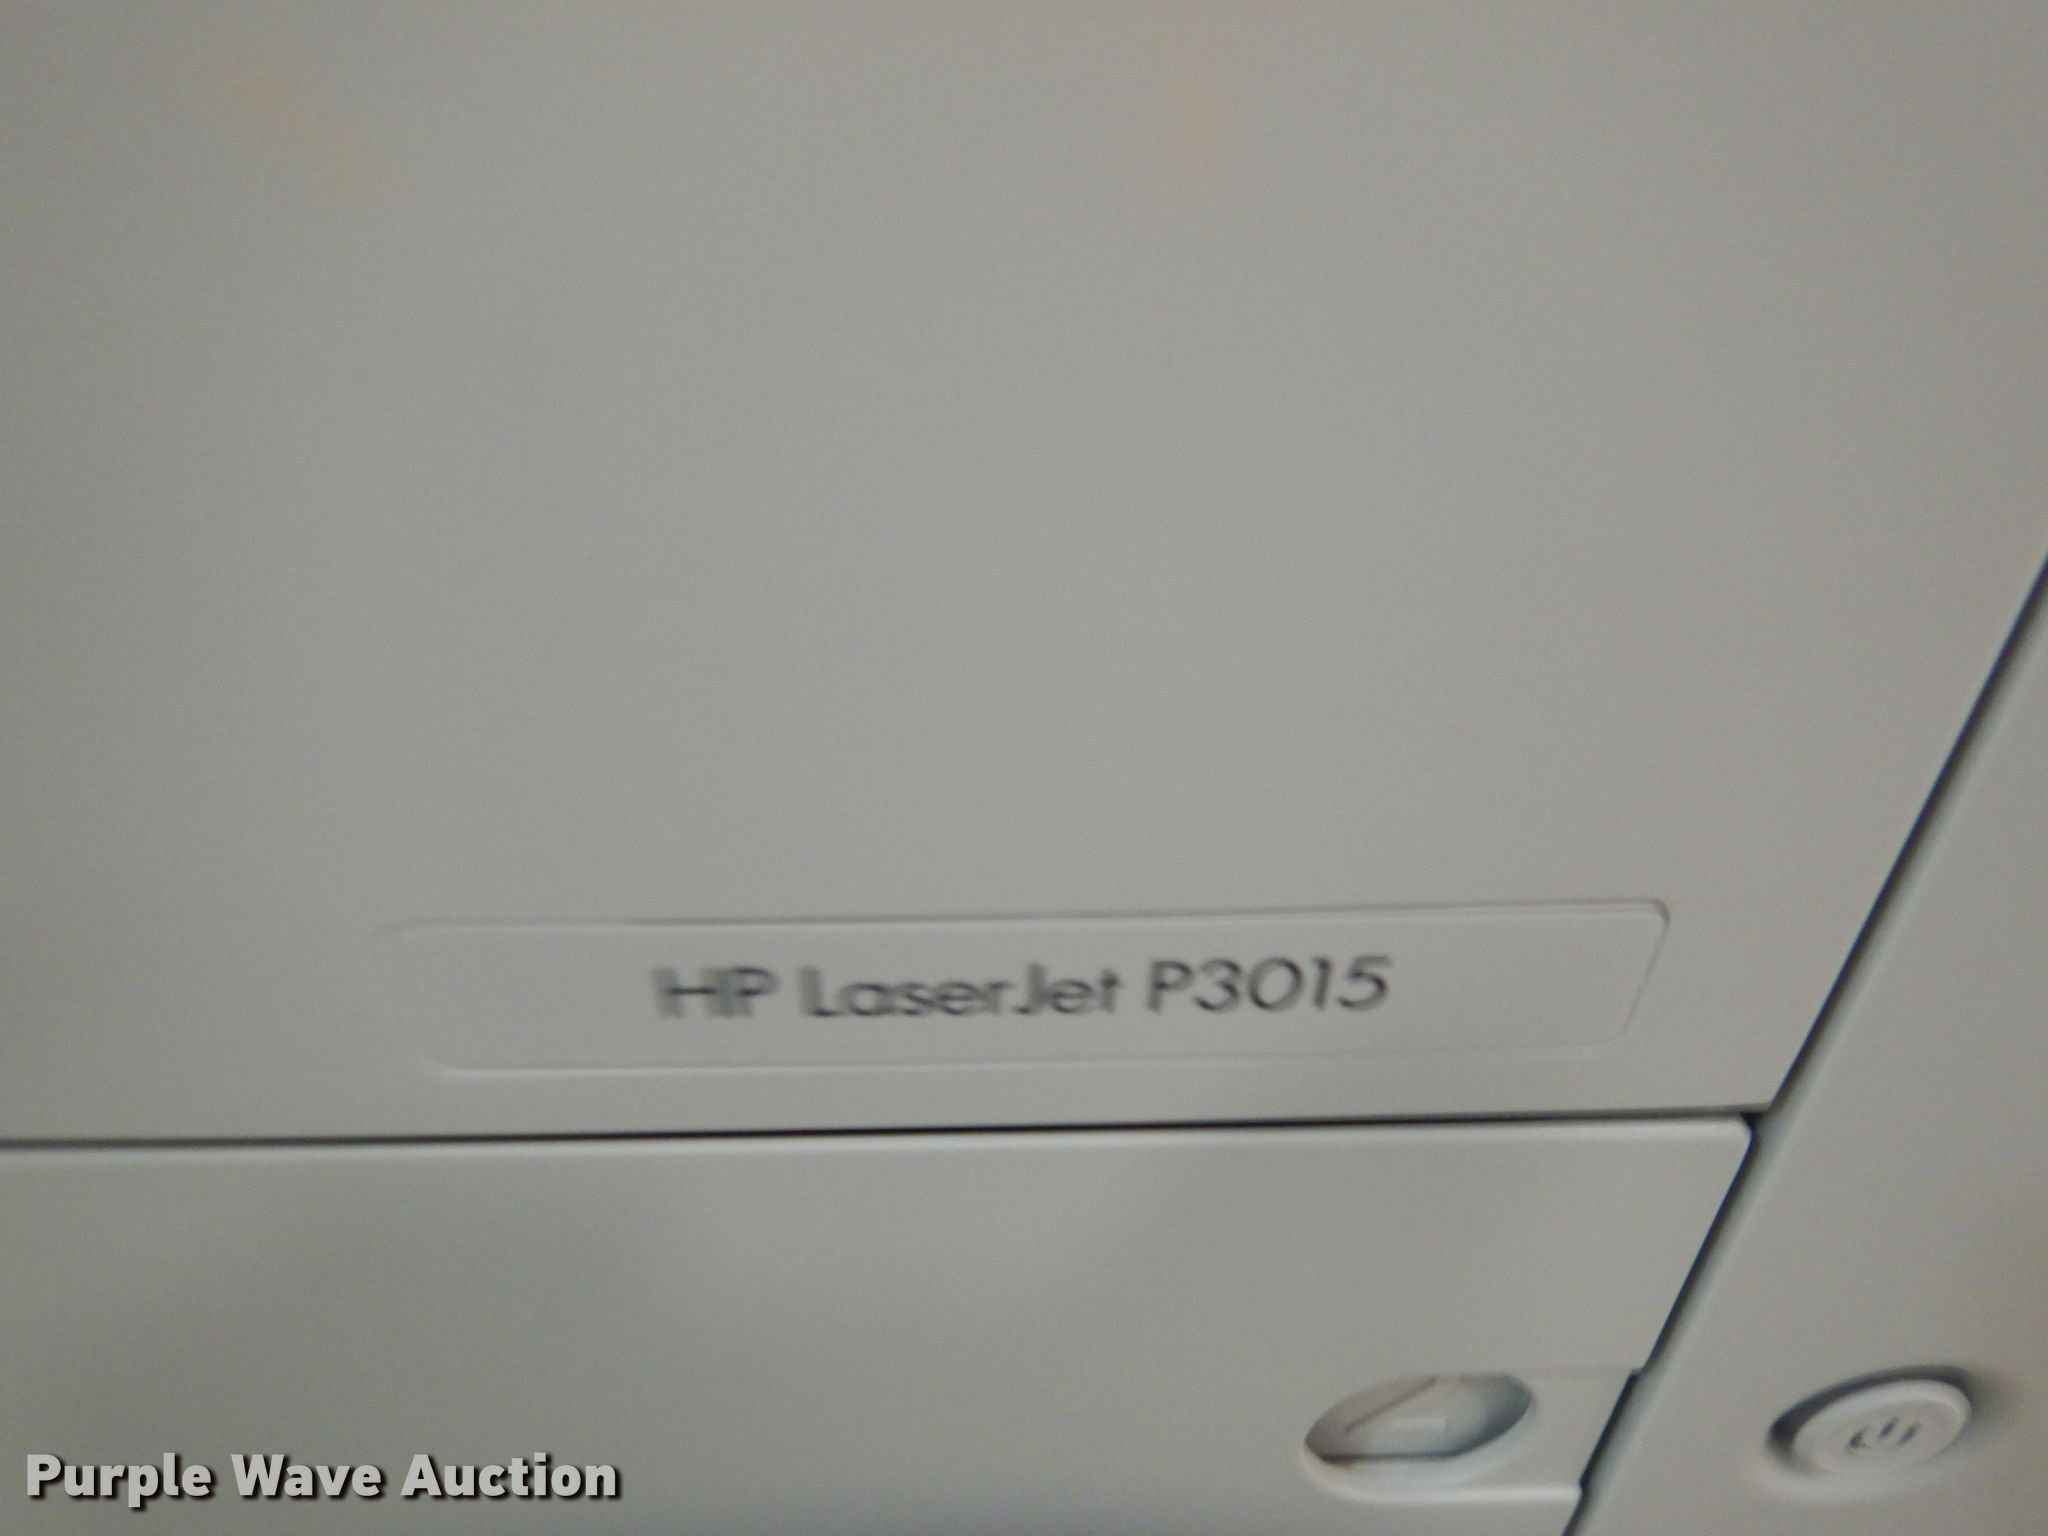 HP LaserJet P3015
Purple Wave Auction